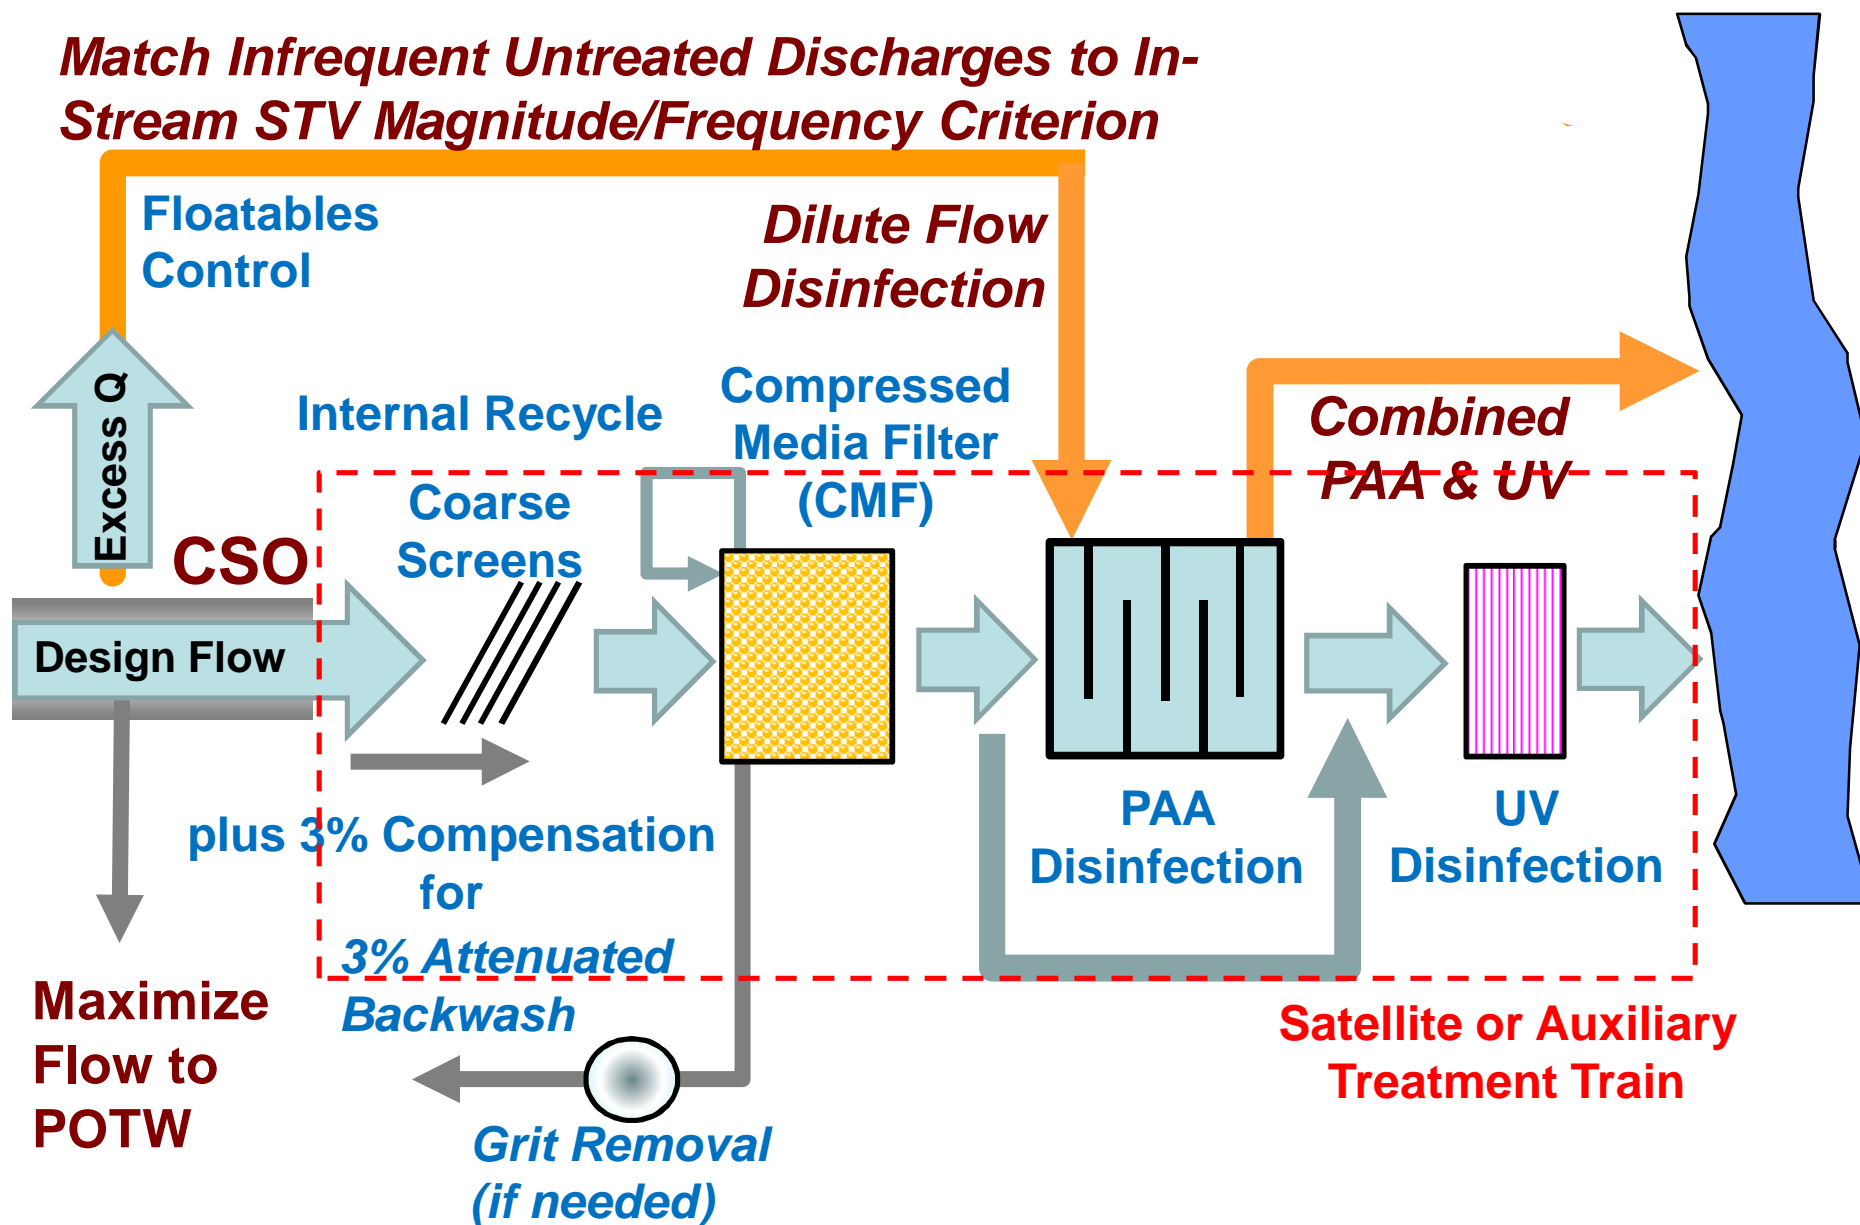 Match Infrequent Untreated Discharges to In-
Stream STV Magnitude/Frequency Criterion
Floatables
Control
Dilute Flow
Disinfection
Excess Q
Internal Recycle
Compressed
Media Filter
(CMF)
Combined
PAA & UV
Coarse
Screens
CSO
Design Flow
plus 3% Compensation
for
3% Attenuated
Backwash
PAA
Disinfection
UV
Disinfection
Maximize
Flow to
POTW
Satellite or Auxiliary
Treatment Train
Grit Removal
(if needed)